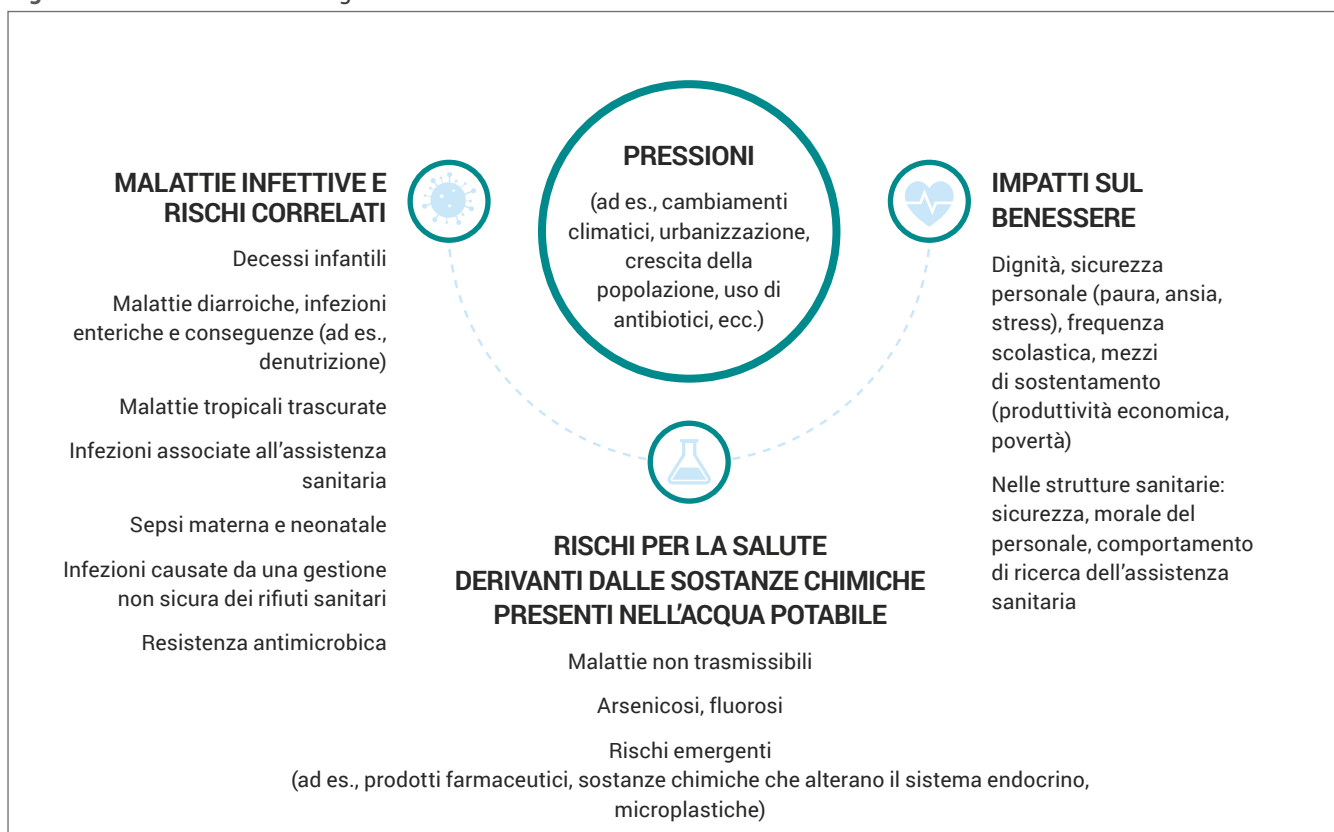 PRESSIONI
(ad es., cambiamenti
climatici, urbanizzazione,
crescita della
popolazione, uso di
antibiotici, ecc.)
MALATTIE INFETTIVE E
RISCHI CORRELATI
Decessi infantili
Malattie diarroiche, infezioni
enteriche e conseguenze (ad es.,
denutrizione)
Malattie tropicali trascurate
Infezioni associate all’assistenza
sanitaria
Sepsi materna e neonatale
Infezioni causate da una gestione
non sicura dei rifiuti sanitari
Resistenza antimicrobica
RISCHI PER LA SALUTE
DERIVANTI DALLE SOSTANZE CHIMICHE
PRESENTI NELL’ACQUA POTABILE
Malattie non trasmissibili
Arsenicosi, fluorosi
Rischi emergenti
(ad es., prodotti farmaceutici, sostanze chimiche che alterano il sistema endocrino,
microplastiche)
IMPATTI SUL
BENESSERE
Dignità, sicurezza
personale (paura, ansia,
stress), frequenza
scolastica, mezzi
di sostentamento
(produttività economica,
povertà)
Nelle strutture sanitarie:
sicurezza, morale del
personale, comportamento
di ricerca dell’assistenza
sanitaria